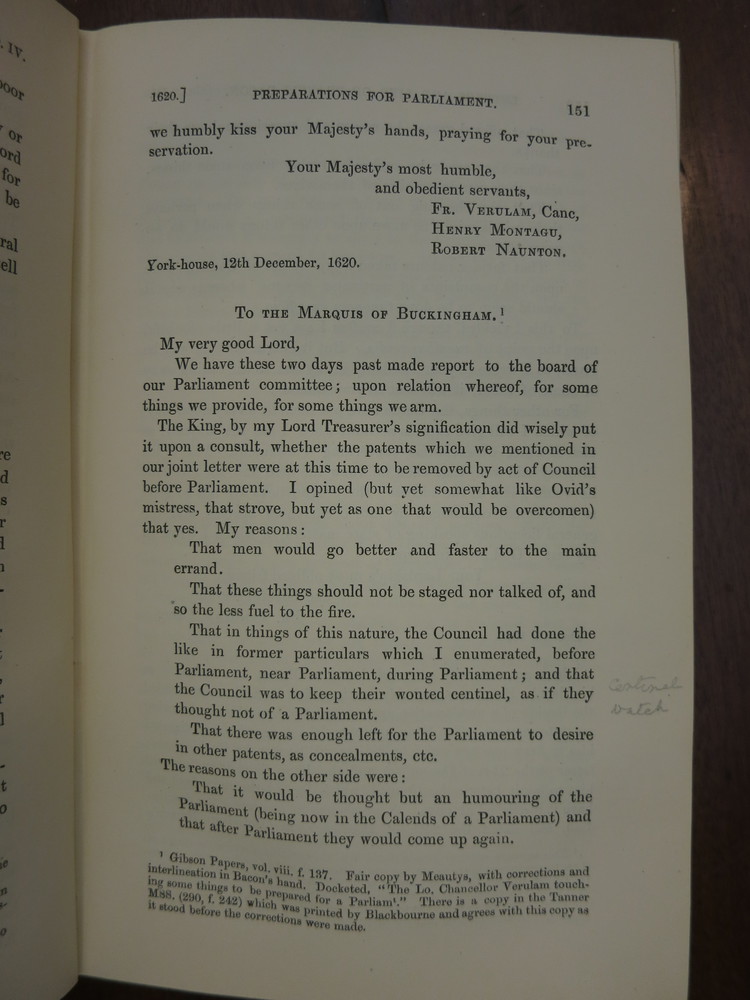 1620.] PREPARATIONS FOR PARLIAMENT. 151
we humbly kiss your Majesty's hands, praying for your pre-
servation.
Your Majesty's most humble,
and obedient servants,
FR. VERULAM, Canc,
HENRY MONTAGU,
ROBERT NAUNTON.
York-house, 12th December, 1620.
TO THE MARQUIS OF BUCKINGHAM.¹
My very good Lord,
We have these two days past made report to the board of
our Parliament committee; upon relation whereof, for some
things we provide, for some things we arm.
The King, by my Lord Treasurer's signification did wisely put
it upon a consult, whether the patents which we mentioned in
our joint letter were at this time to be removed by act of Council
before Parliament. I opined (but yet somewhat like Ovid's
mistress, that strove, but yet as one that would be overcomen)
that yes. My reasons:
That men would go better and faster to the main
errand.
That these things should not be staged nor talked of, and
so the less fuel to the fire.
That in things of this nature, the Council had done the
like in former particulars which I enumerated, before
Parliament, near Parliament, during Parliament; and that
the Council was to keep their wonted centinel, as if they
thought not of a Parliament.
That there was enough left for the Parliament to desire
in other patents, as concealments, etc.
The reasons on the other side were:
That it would be thought but an humouring of the
Parliament (being now in the Calends of a Parliament) and
that after Parliament they would come up again.
¹ Gibson Papers, vol. viii. f. 137. Fair copy by Meautys, with corrections and
interlineation in Bacon's hand. Docketed, "The Lo. Chancellor Verulam touch-
ing some things to be prepared for a Parliamᵗ." There is a copy in the Tanner
MSS. (290, f. 242) which was printed by Blackbourne and agrees with this copy as
it stood before the corrections were made.
centinel
watch
. IV.
poor
or
ord
for
be
ral
ell
re
d
s
r